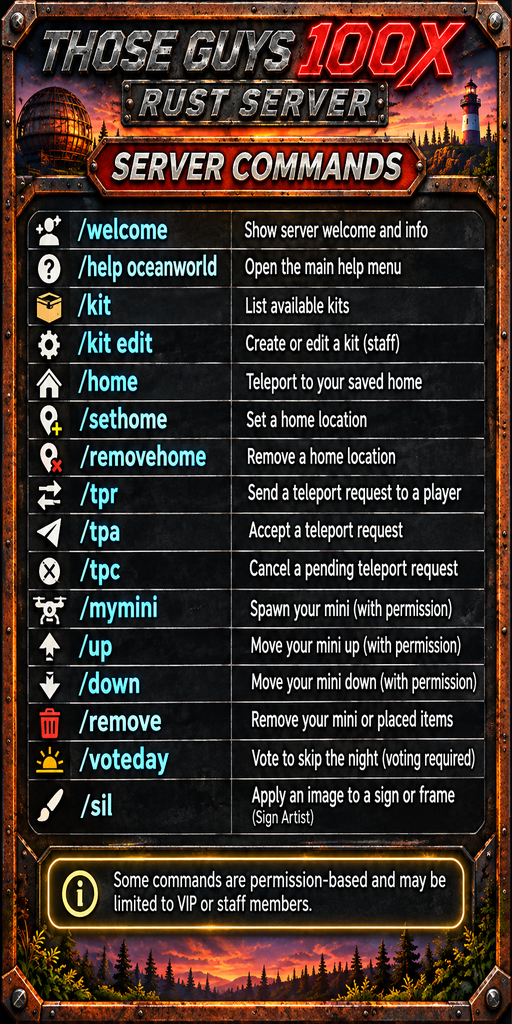 THOSE GUYS 100X
RUST SERVER
SERVER COMMANDS
/welcome Show server welcome and info
/help oceanworld Open the main help menu
/kit List available kits
/kit edit Create or edit a kit (staff)
/home Teleport to your saved home
/sethome Set a home location
/removehome Remove a home location
/tpr Send a teleport request to a player
/tpa Accept a teleport request
/tpc Cancel a pending teleport request
/mymini Spawn your mini (with permission)
/up Move your mini up (with permission)
/down Move your mini down (with permission)
/remove Remove your mini or placed items
/voteday Vote to skip the night (voting required)
/sil Apply an image to a sign or frame
(Sign Artist)
Some commands are permission-based and may be
limited to VIP or staff members.